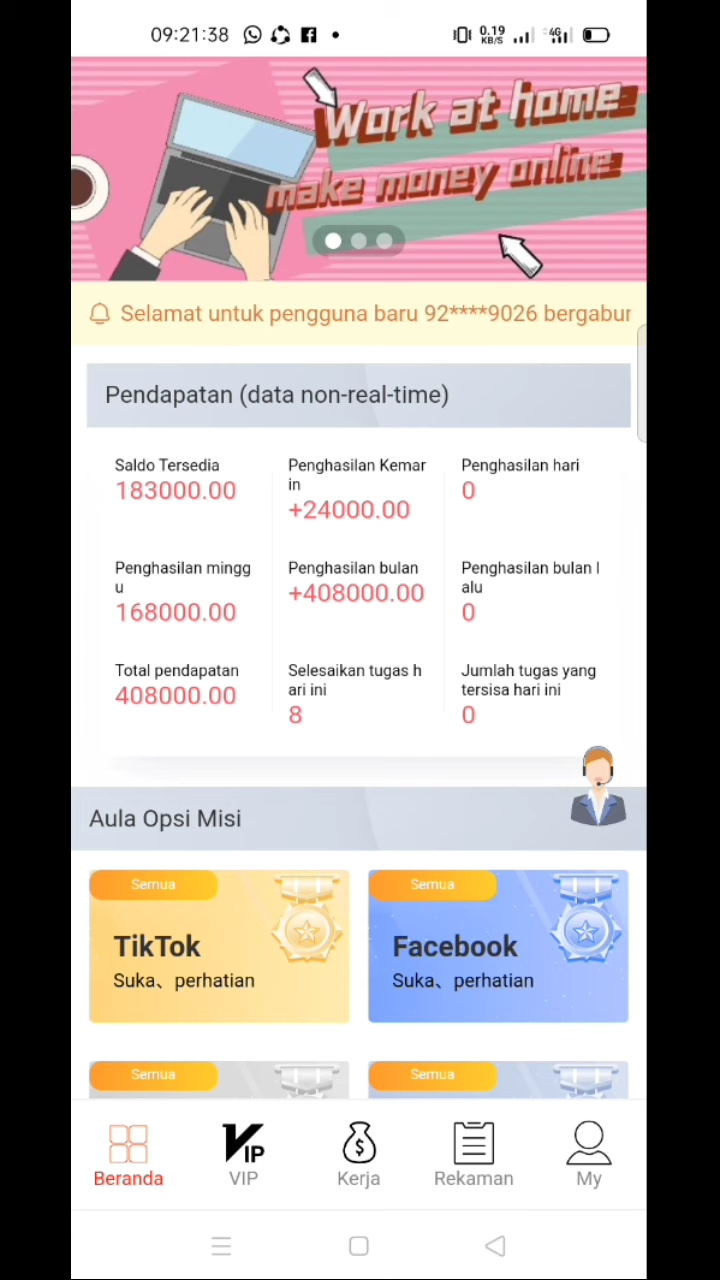 09:21:38
0.19
KB/S
4G
Work at home
make money online
Selamat untuk pengguna baru 92****9026 bergabur
Pendapatan (data non-real-time)
Saldo Tersedia
183000.00
Penghasilan Kemar
in
+24000.00
Penghasilan hari
0
Penghasilan mingg
u
168000.00
Penghasilan bulan
+408000.00
Penghasilan bulan l
alu
0
Total pendapatan
408000.00
Selesaikan tugas h
ari ini
8
Jumlah tugas yang
tersisa hari ini
0
Aula Opsi Misi
Semua
TikTok
Suka、perhatian
Semua
Facebook
Suka、perhatian
Semua
Semua
Beranda
VIP
VIP
Kerja
Rekaman
My